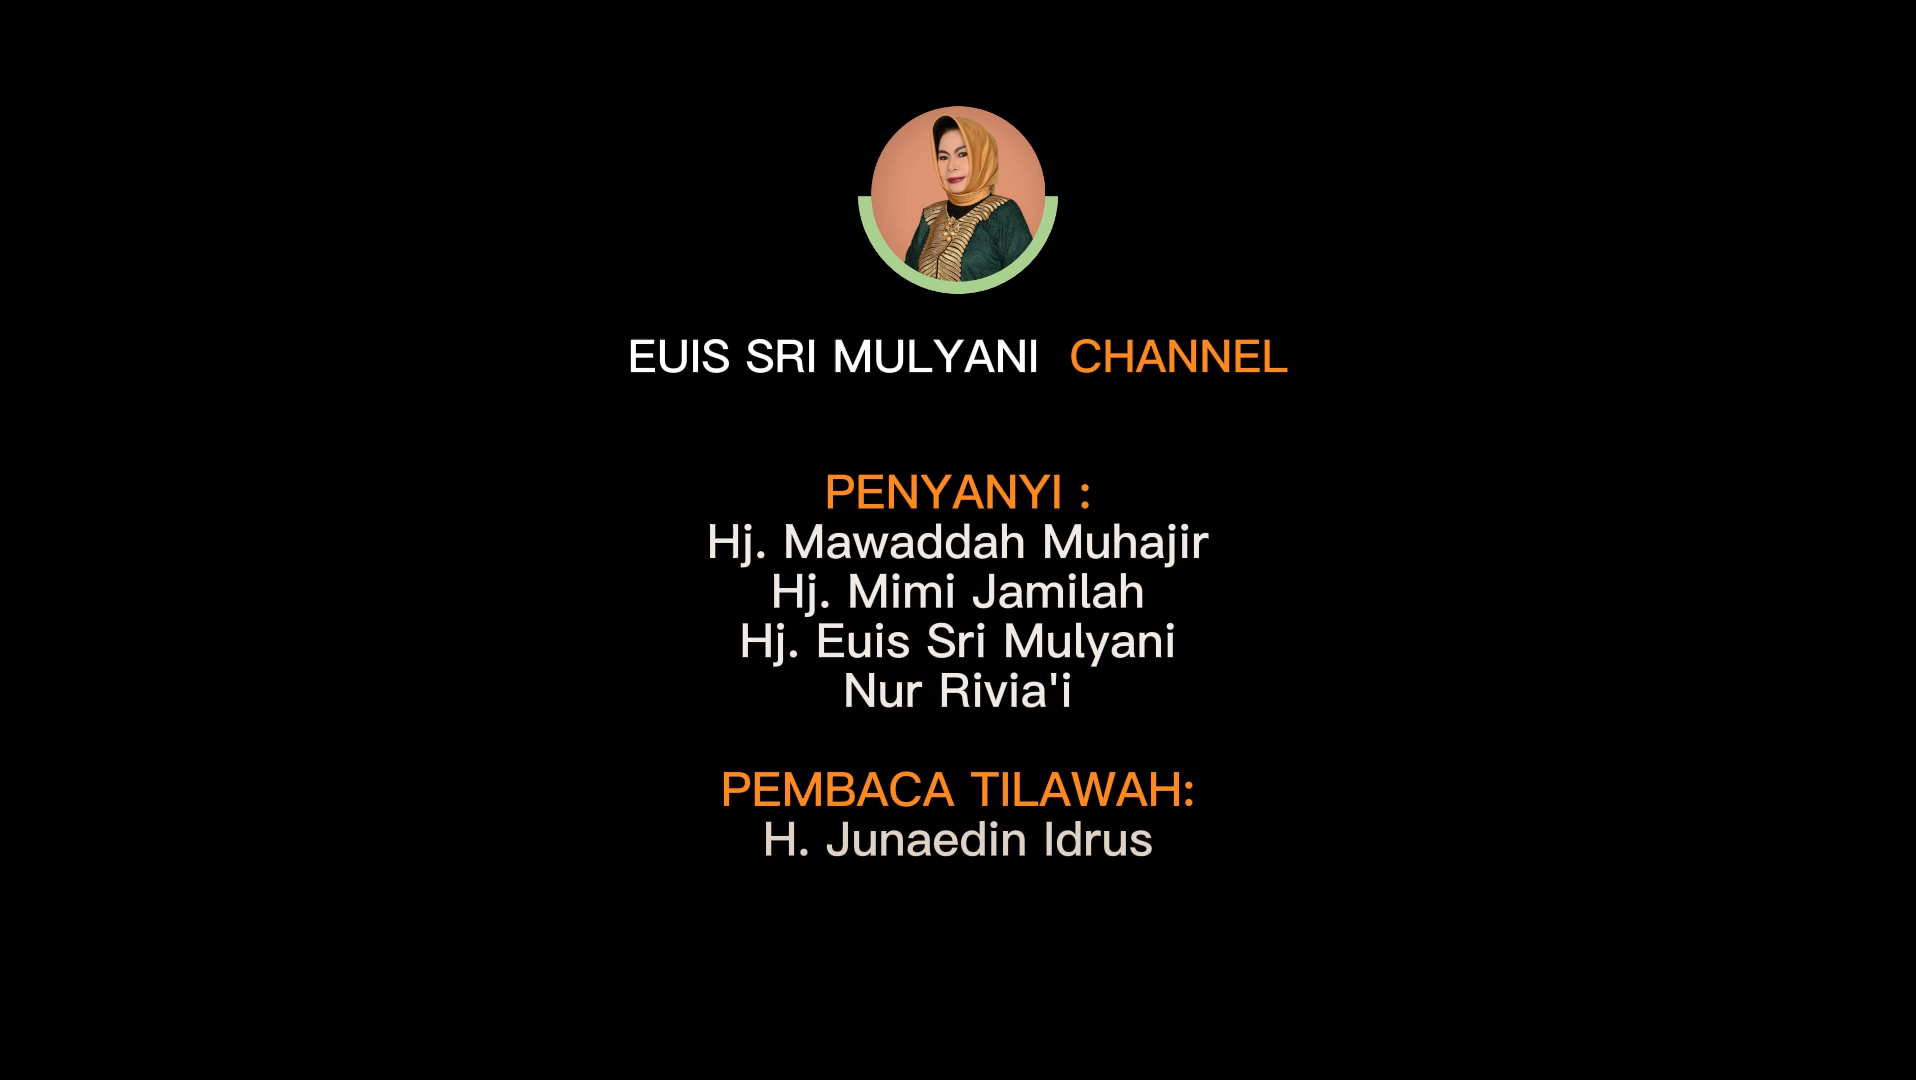 EUIS SRI MULYANI CHANNEL
PENYANYI :
Hj. Mawaddah Muhajir
Hj. Mimi Jamilah
Hj. Euis Sri Mulyani
Nur Rivia'i
PEMBACA TILAWAH:
H. Junaedin Idrus